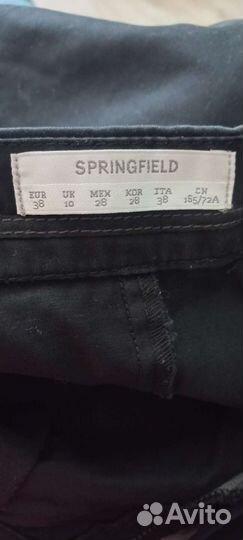 SPRINGFIELD
EUR UK MEX KOR ITA CN
38 10 28 28 38 165/72A
Avito